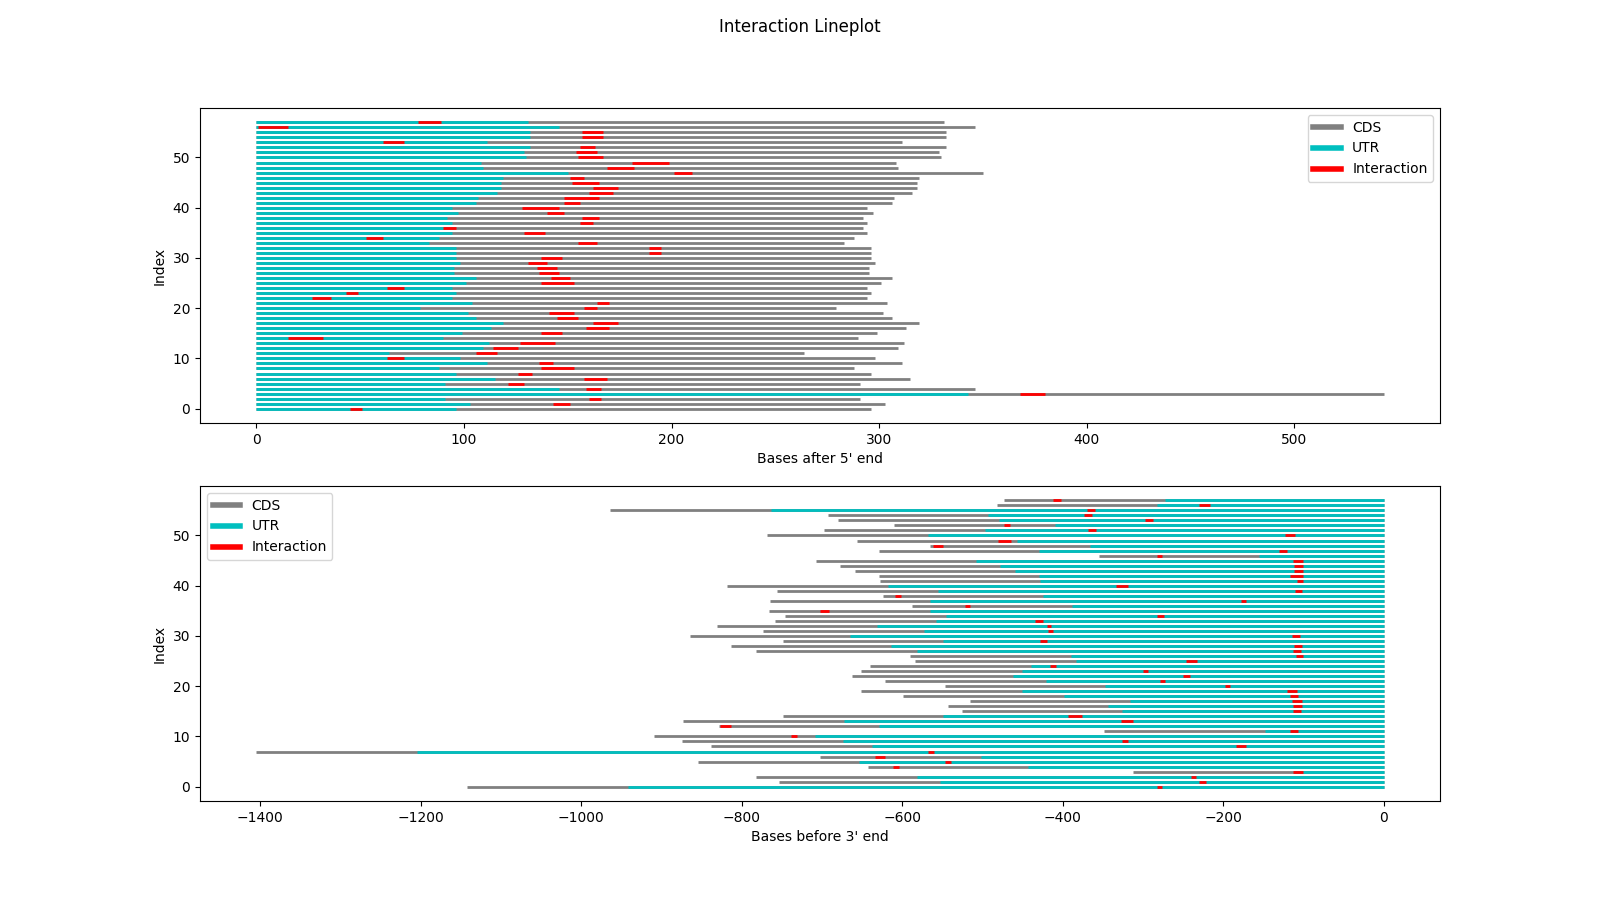 Interaction Lineplot
CDS
UTR
Interaction
Index
50
40
30
20
10
0
0 100 200 300 400 500
Bases after 5' end
CDS
UTR
Interaction
Index
50
40
30
20
10
0
−1400 −1200 −1000 −800 −600 −400 −200 0
Bases before 3' end